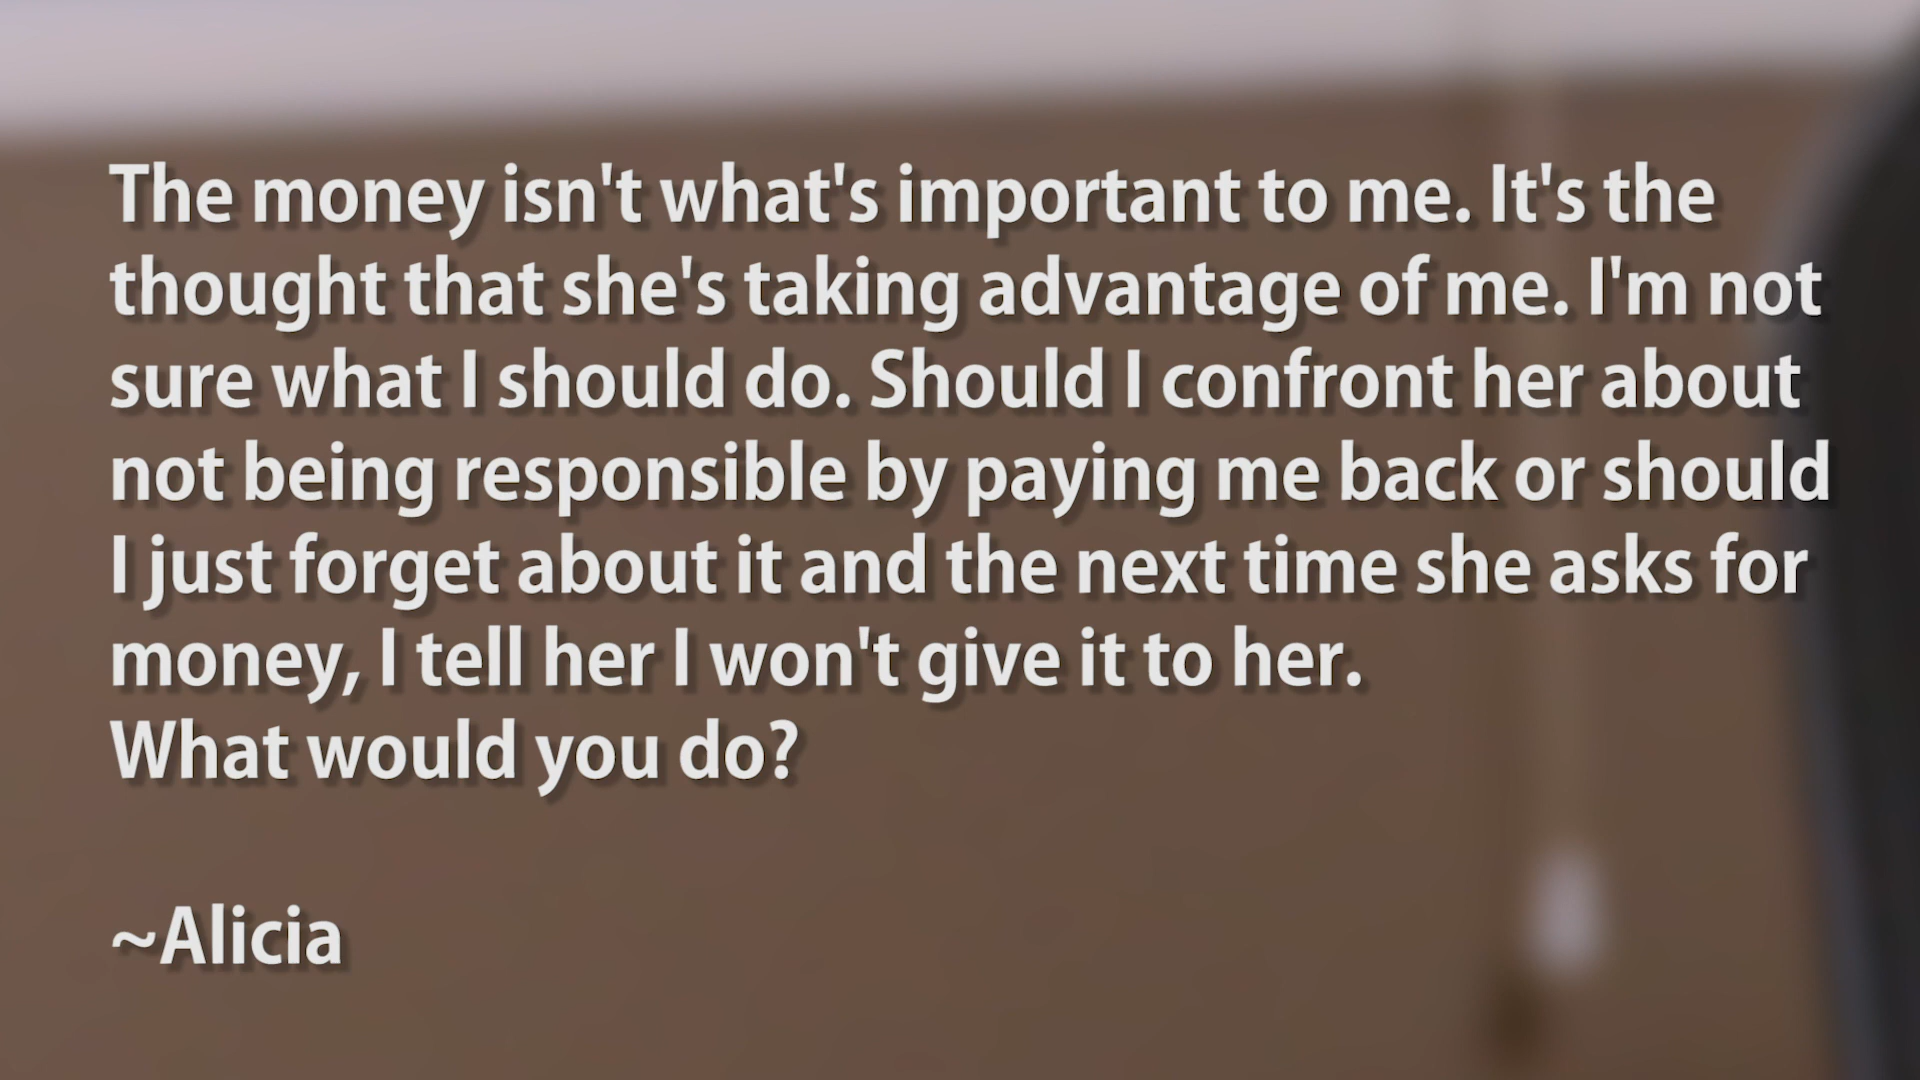 The money isn't what's important to me. It's the
thought that she's taking advantage of me. I'm not
sure what I should do. Should I confront her about
not being responsible by paying me back or should
I just forget about it and the next time she asks for
money, I tell her I won't give it to her.
What would you do?
~Alicia